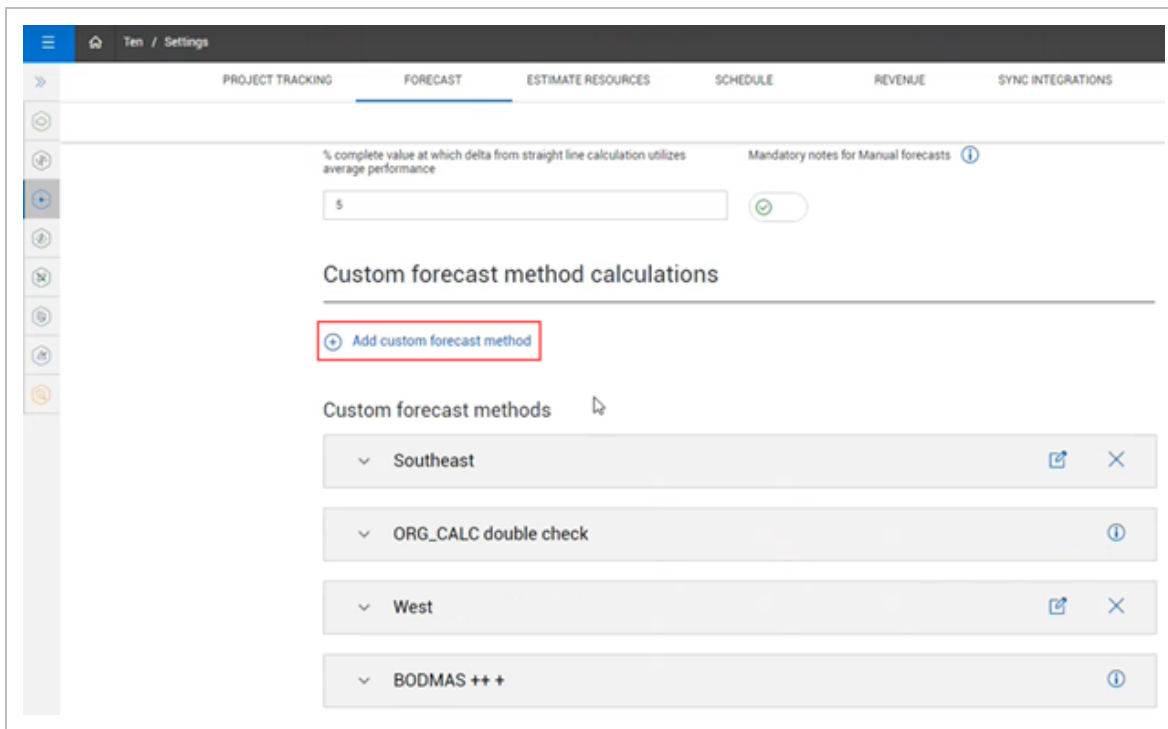 Ten / Settings
PROJECT TRACKING FORECAST ESTIMATE RESOURCES SCHEDULE REVENUE SYNC INTEGRATIONS
% complete value at which delta from straight line calculation utilizes
average performance
Mandatory notes for Manual forecasts
5
Custom forecast method calculations
Add custom forecast method
Custom forecast methods
Southeast
ORG_CALC double check
West
BODMAS ++ +